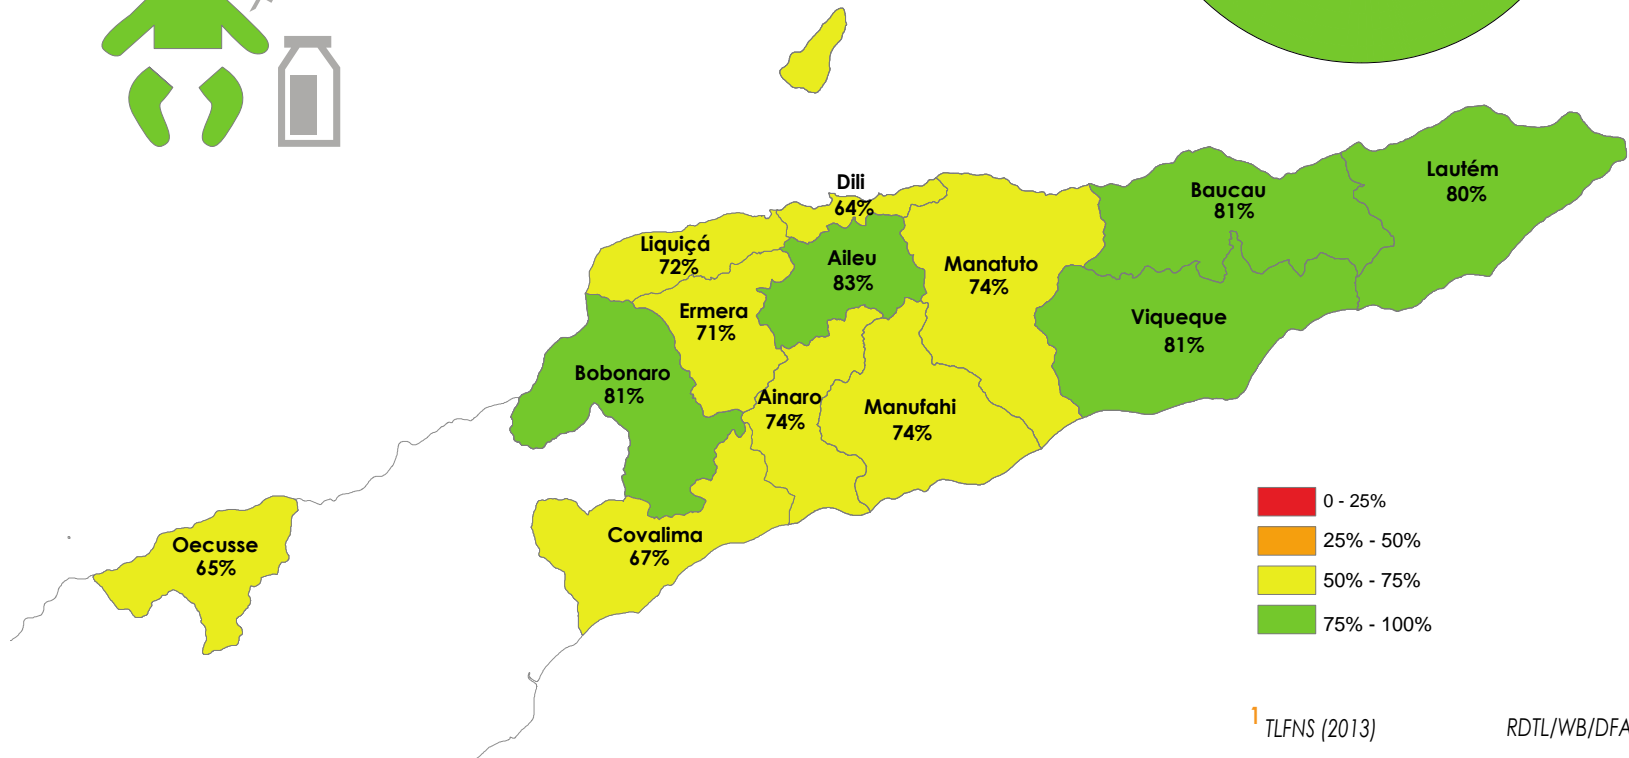 Dili
64%
Lautém
80%
Baucau
81%
Liquiçá
72%
Aileu
83%
Manatuto
74%
Ermera
71%
Viqueque
81%
Bobonaro
81%
Ainaro
74%
Manufahi
74%
Covalima
67%
Oecusse
65%
0 - 25%
25% - 50%
50% - 75%
75% - 100%
1 TLFNS (2013)
RDTL/WB/DFA